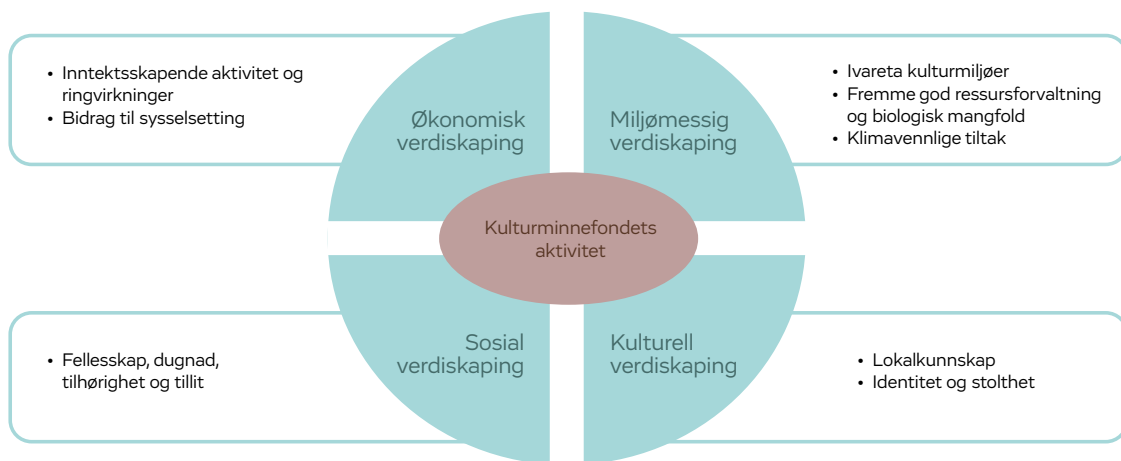 • Inntektsskapende aktivitet og
ringvirkninger
• Bidrag til sysselsetting
Økonomisk
verdiskaping
Miljømessig
verdiskaping
• Ivareta kulturmiljøer
• Fremme god ressursforvaltning
og biologisk mangfold
• Klimavennlige tiltak
Kulturminnefondets
aktivitet
• Fellesskap, dugnad,
tilhørighet og tillit
Sosial
verdiskaping
Kulturell
verdiskaping
• Lokalkunnskap
• Identitet og stolthet